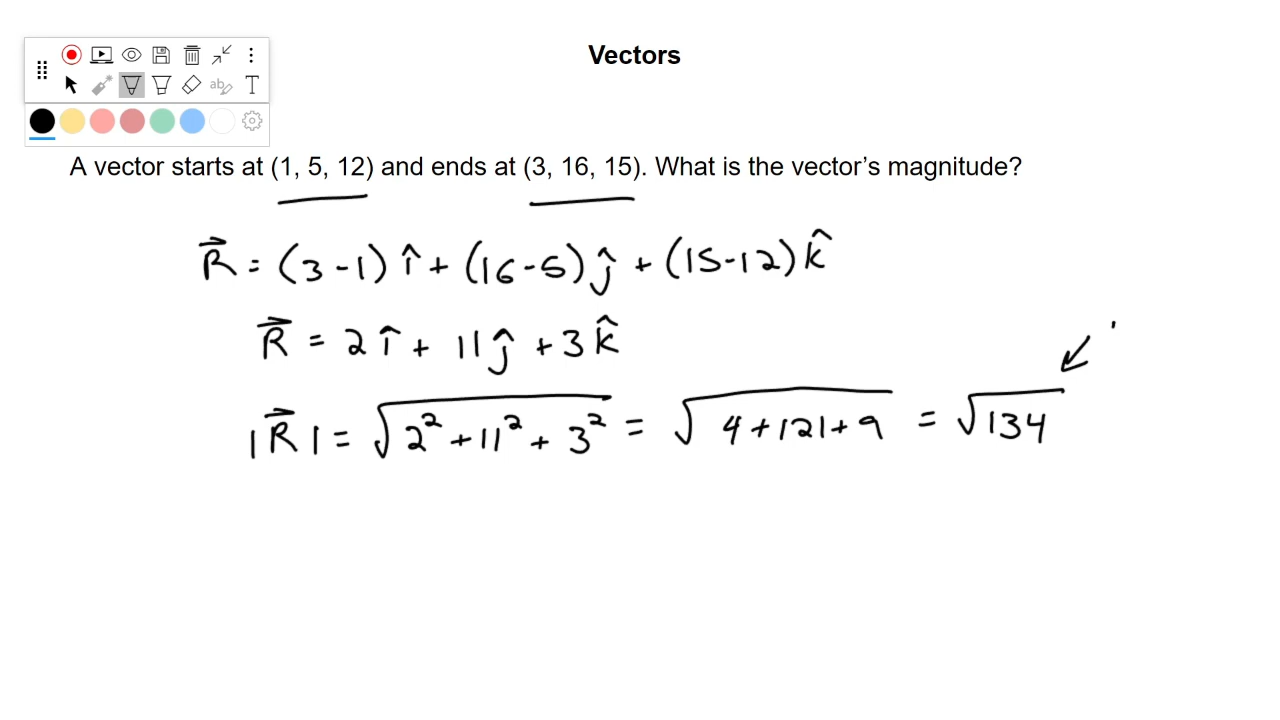 Vectors
ab
T
A vector starts at (1, 5, 12) and ends at (3, 16, 15). What is the vector’s magnitude?
R⃗ = (3-1) î + (16-5) ĵ + (15-12) k̂
R⃗ = 2 î + 11 ĵ + 3 k̂
|R⃗| = √(2² + 11² + 3²) = √(4+121+9) = √134